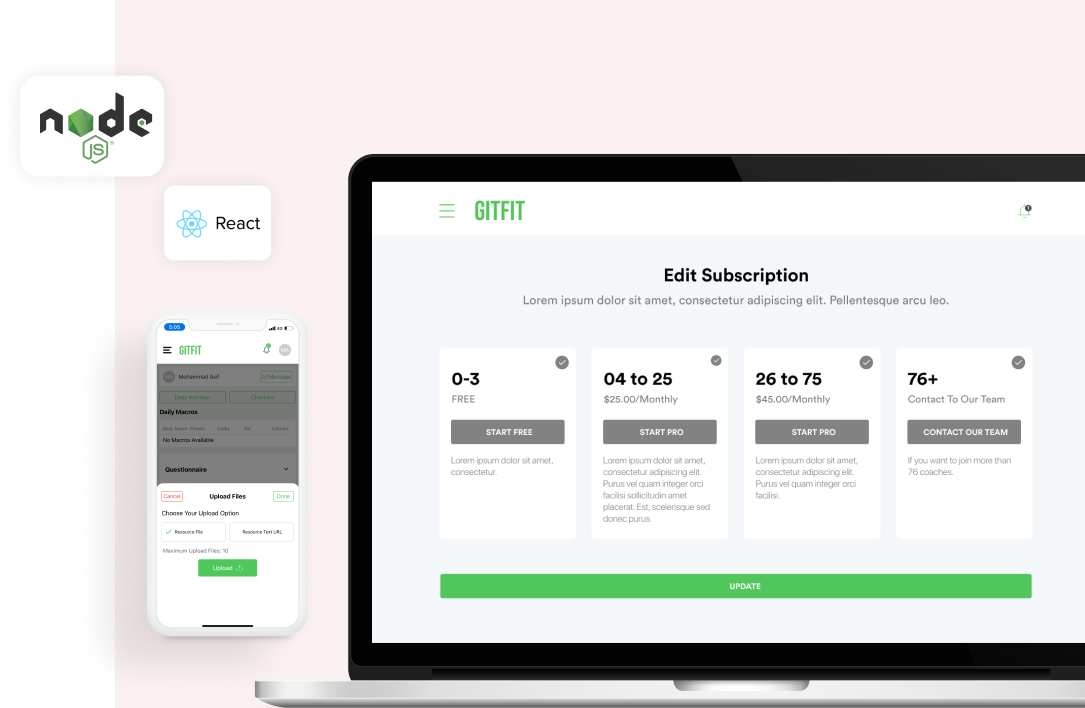 node
JS
®
React
5:05
4G
GITFIT
MA
Mohammad Asif
Message
Daily Nutrition
Checkins
Daily Macros
Daily Macro Protein Carbs Fat Calories
No Macros Available
Questionnaire
Cancel
Upload Files
Done
Choose Your Upload Option
Resource File
Resource Text URL
Maximum Upload Files: 10
Upload
GITFIT
1
Edit Subscription
Lorem ipsum dolor sit amet, consectetur adipiscing elit. Pellentesque arcu leo.
0-3
FREE
START FREE
Lorem ipsum dolor sit amet,
consectetur.
04 to 25
$25.00/Monthly
START PRO
Lorem ipsum dolor sit amet,
consectetur adipiscing elit.
Purus vel quam integer orci
facilisi sollicitudin amet
placerat. Est, scelerisque sed
donec purus.
26 to 75
$45.00/Monthly
START PRO
Lorem ipsum dolor sit amet,
consectetur adipiscing elit.
Purus vel quam integer orci
facilisi.
76+
Contact To Our Team
CONTACT OUR TEAM
If you want to join more than
76 coaches.
UPDATE